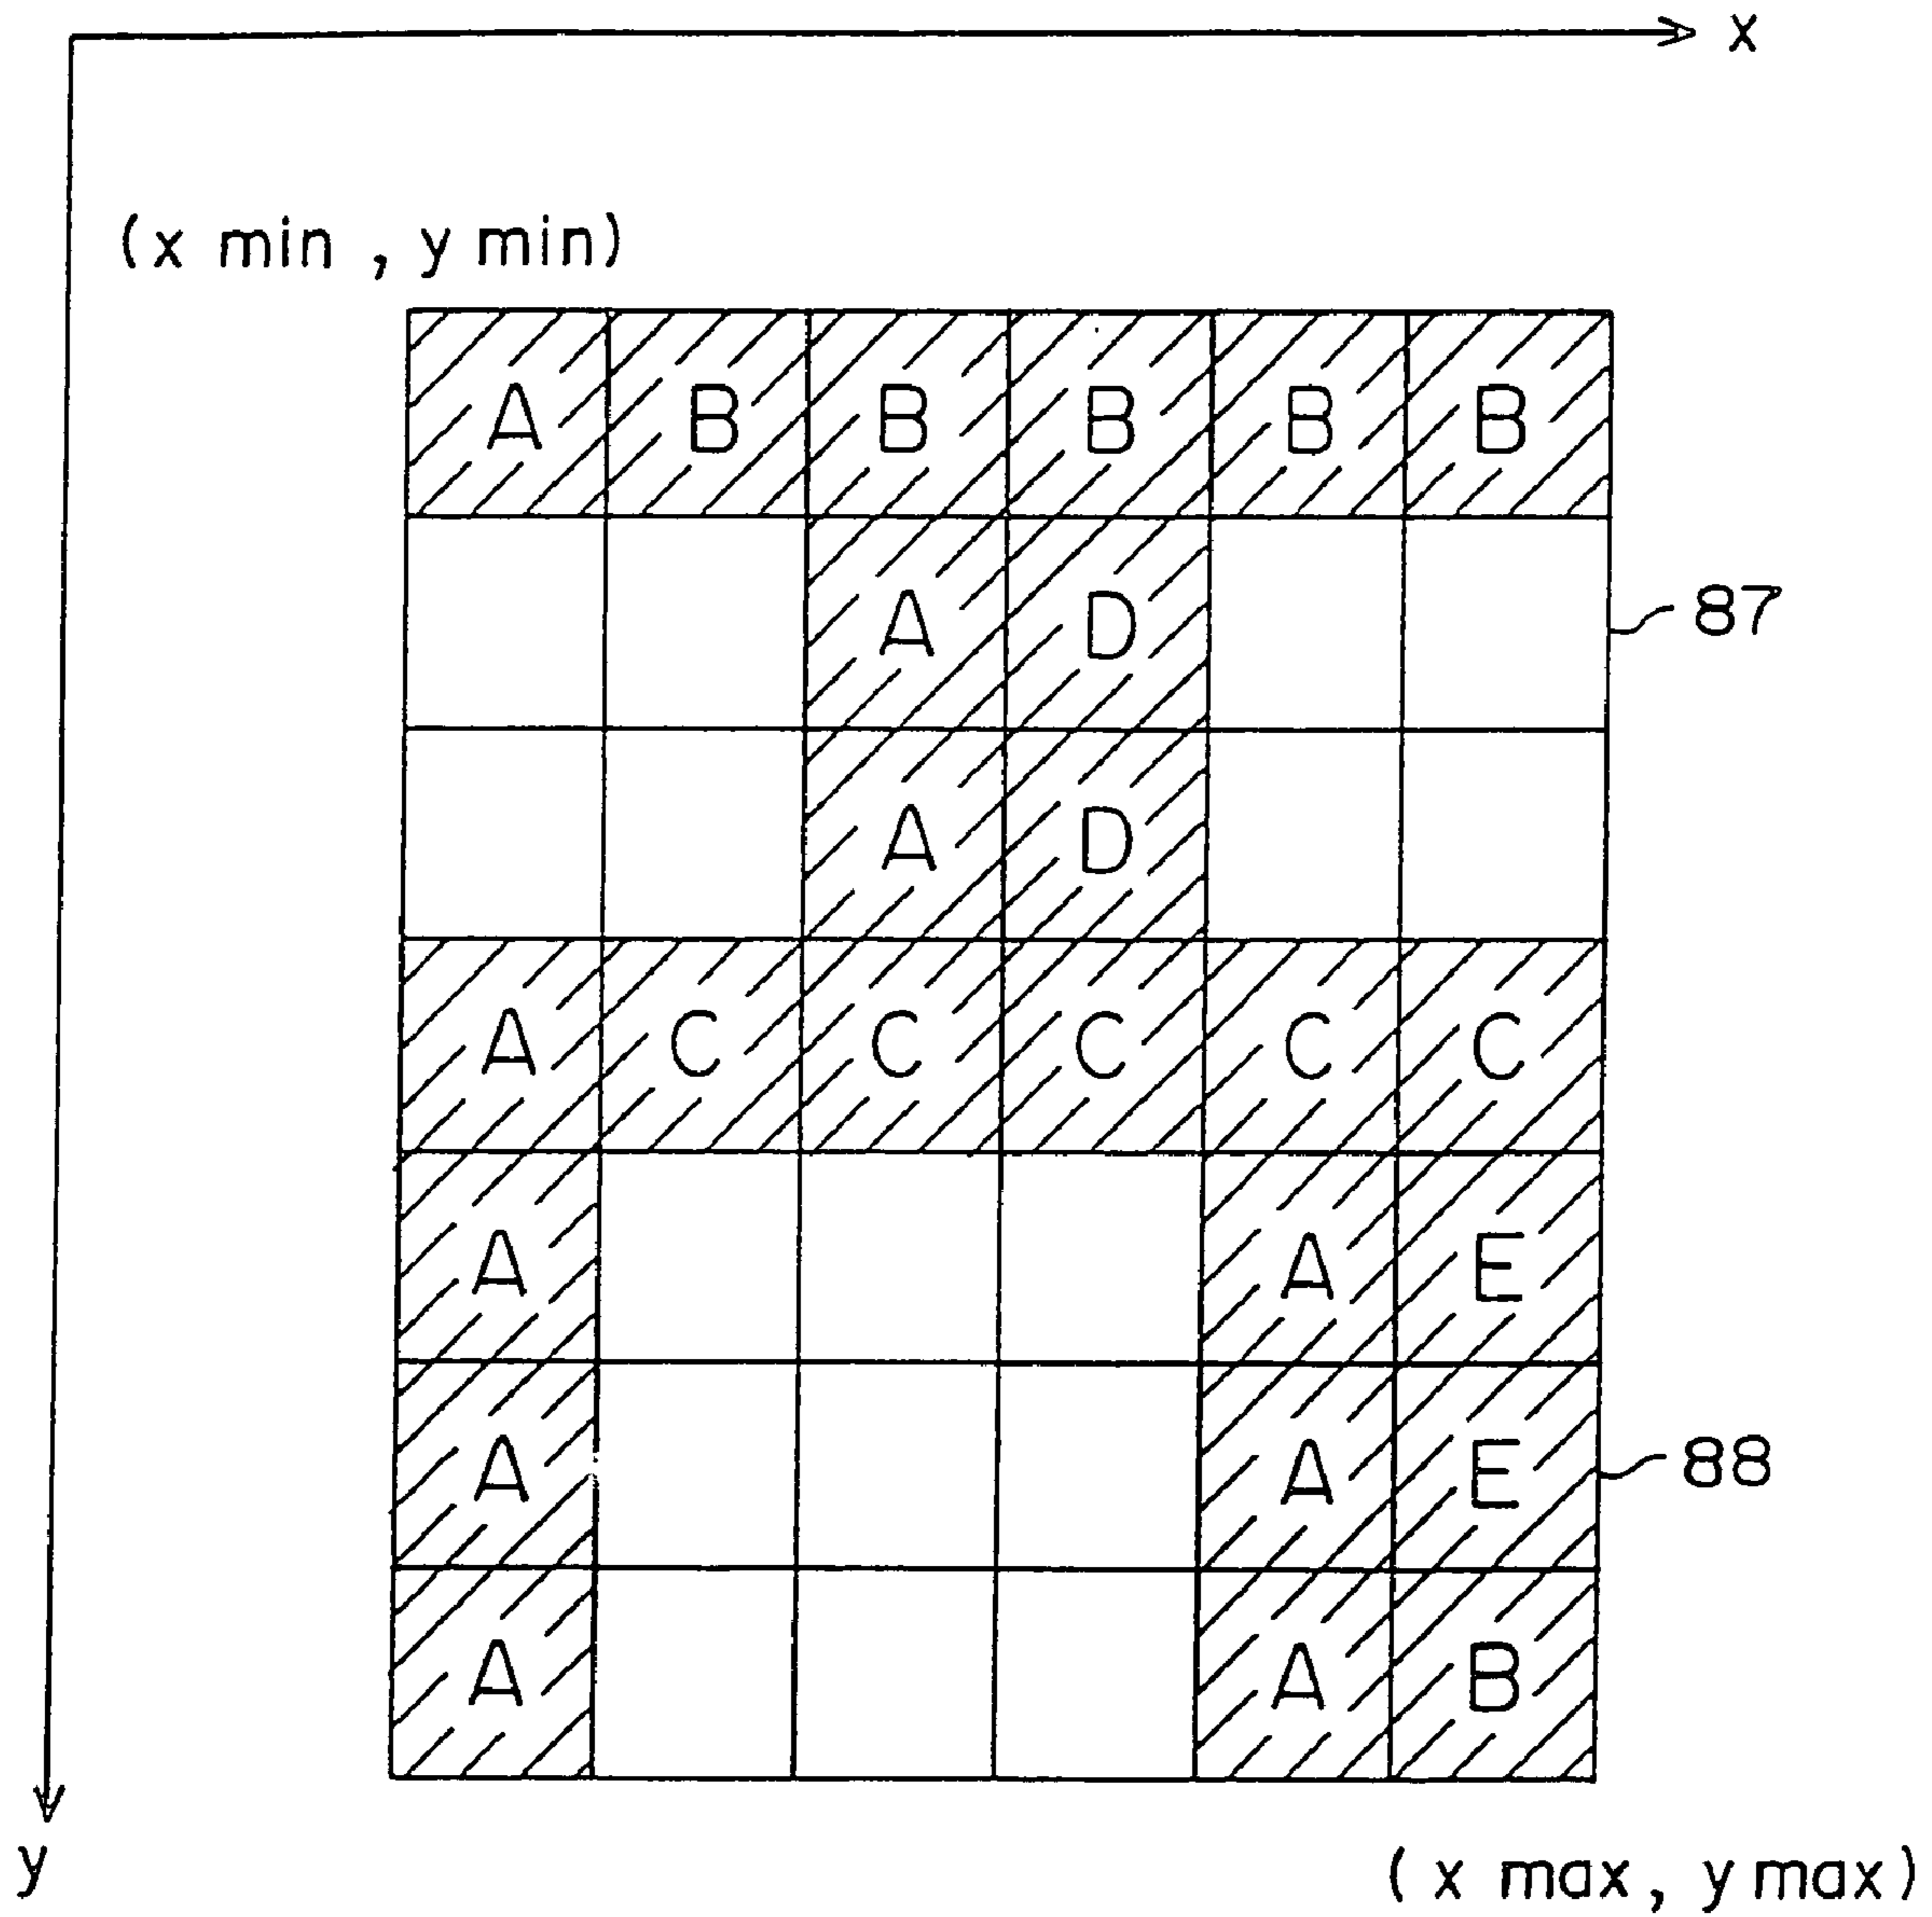 x
(x min , y min)
A B B B B B
A D
87
A D
A C C C C C
A A E
A A E
88
A A B
y
(x max, y max)